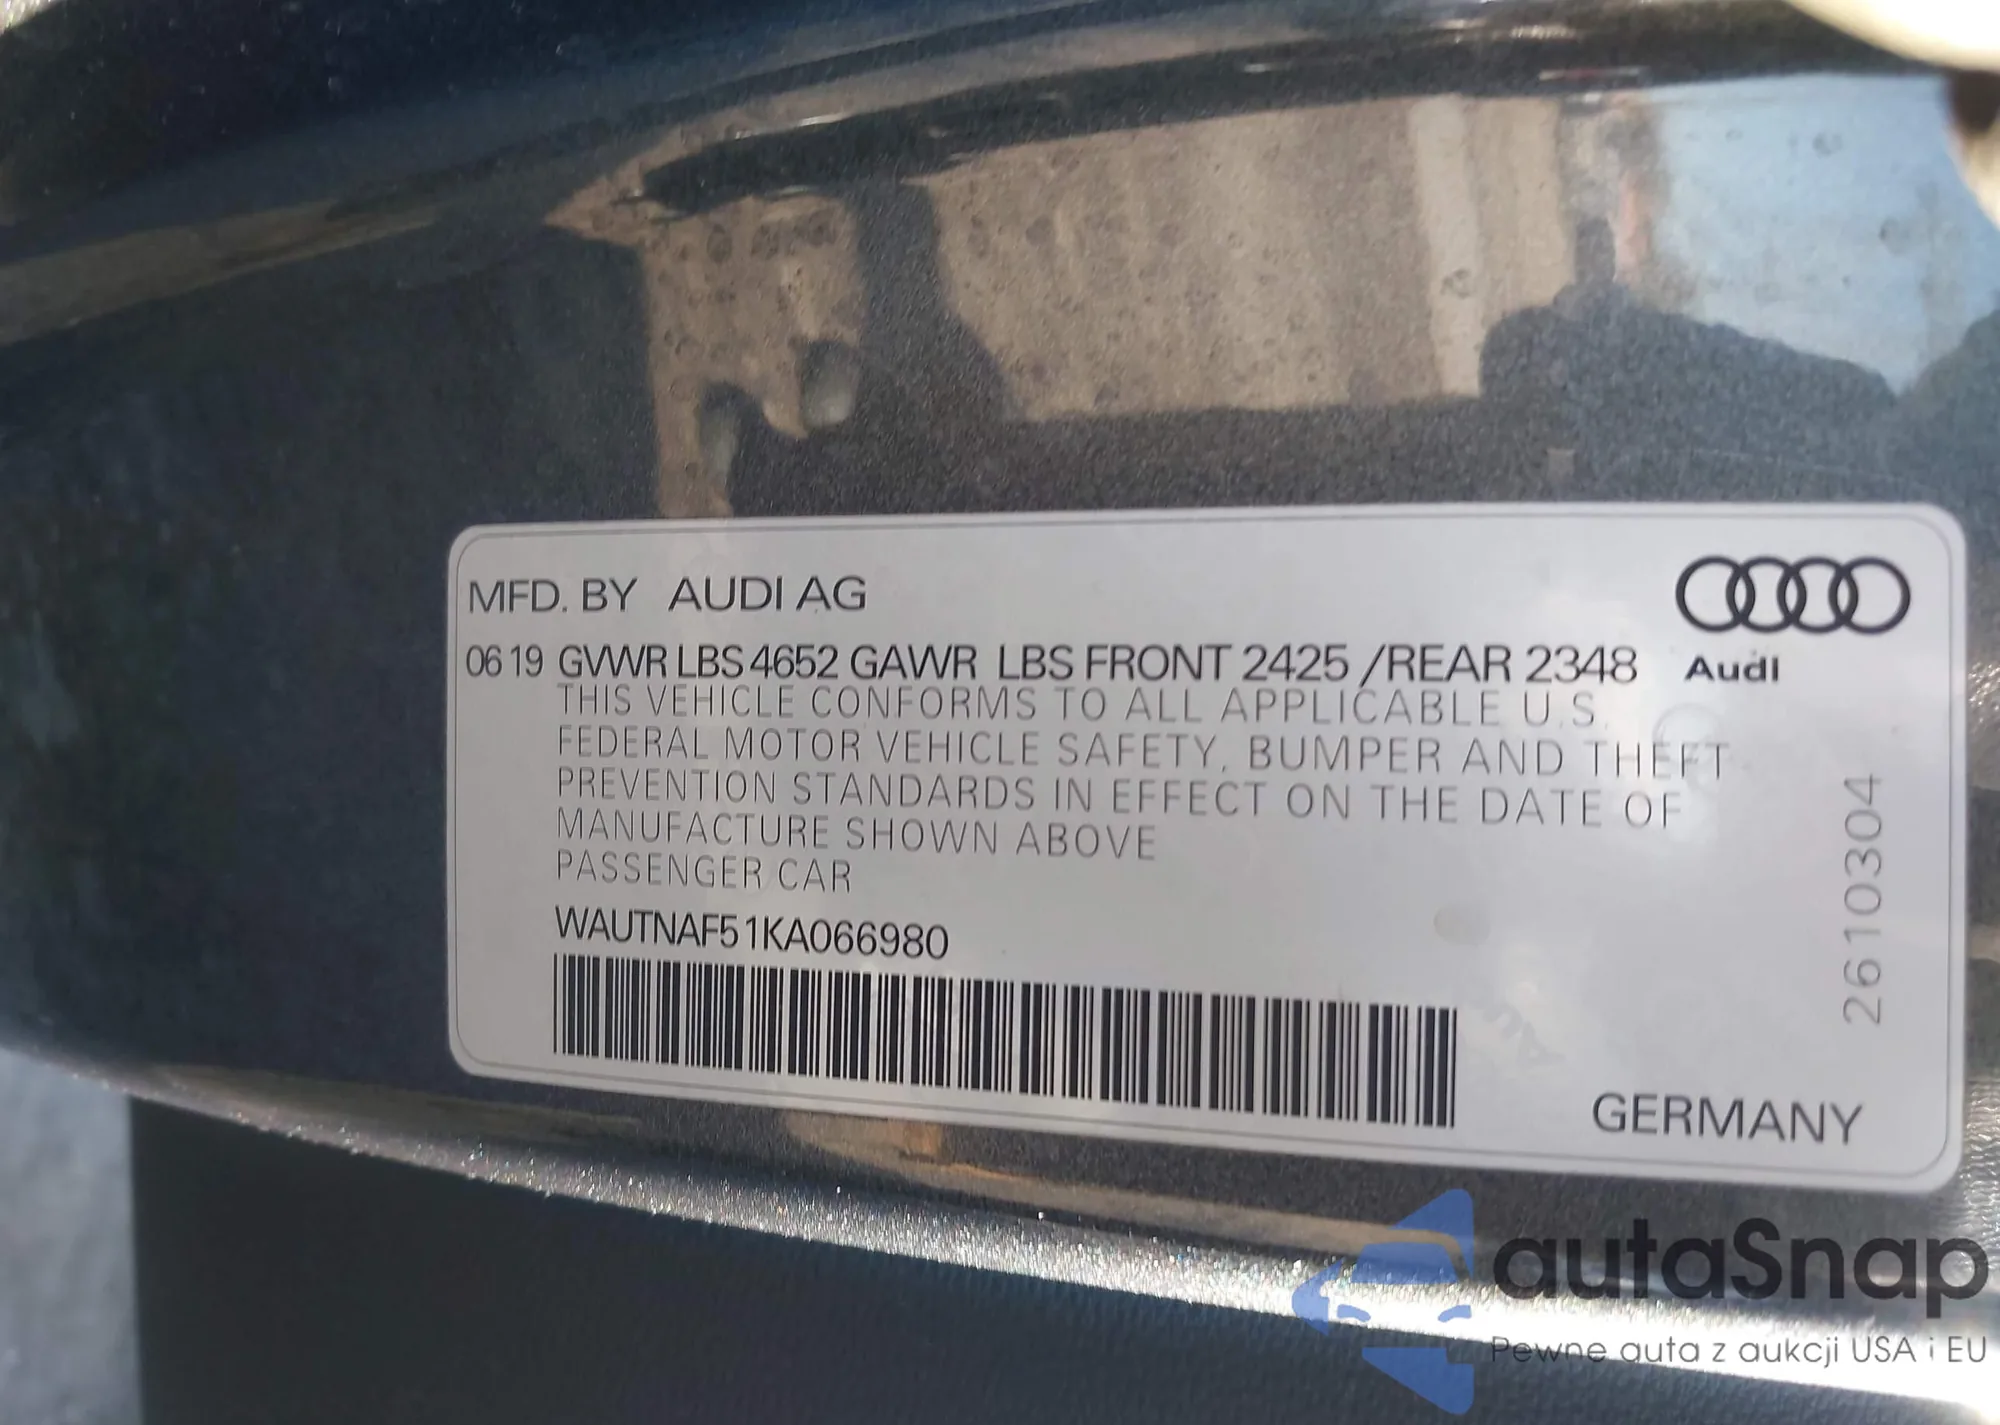 MFD. BY AUDI AG
06 19 GVWR LBS 4652 GAWR LBS FRONT 2425 /REAR 2348
Audi
THIS VEHICLE CONFORMS TO ALL APPLICABLE U.S.
FEDERAL MOTOR VEHICLE SAFETY, BUMPER AND THEFT
PREVENTION STANDARDS IN EFFECT ON THE DATE OF
MANUFACTURE SHOWN ABOVE
PASSENGER CAR
WAUTNAF51KA066980
2610304
GERMANY
autaSnap
Pewne auta z aukcji USA i EU